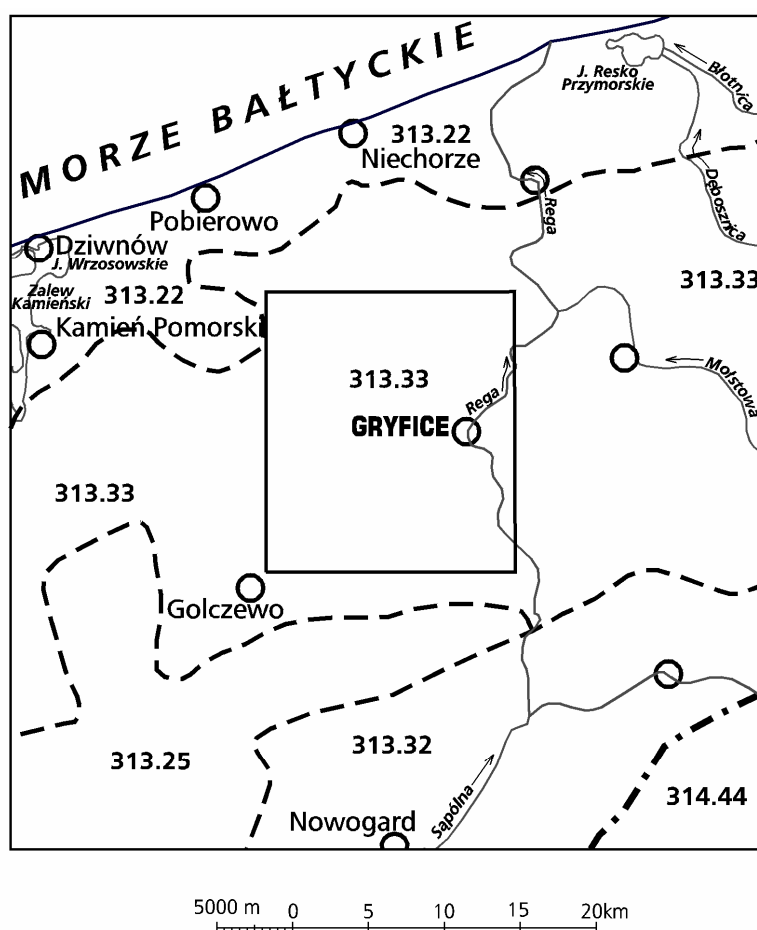 MORZE BAŁTYCKIE
J. Resko
Przymorskie
Błotnica
313.22
Niechorze
Dębosznica
Pobierowo
Rega
Dziwnów
J. Wrzosowskie
313.33
Zalew
Kamieński
313.22
Kamień Pomorski
313.33
Mołstowa
Rega
GRYFICE
313.33
Golczewo
313.25
313.32
314.44
Nowogard
Sąpólna
5000 m 0 5 10 15 20km